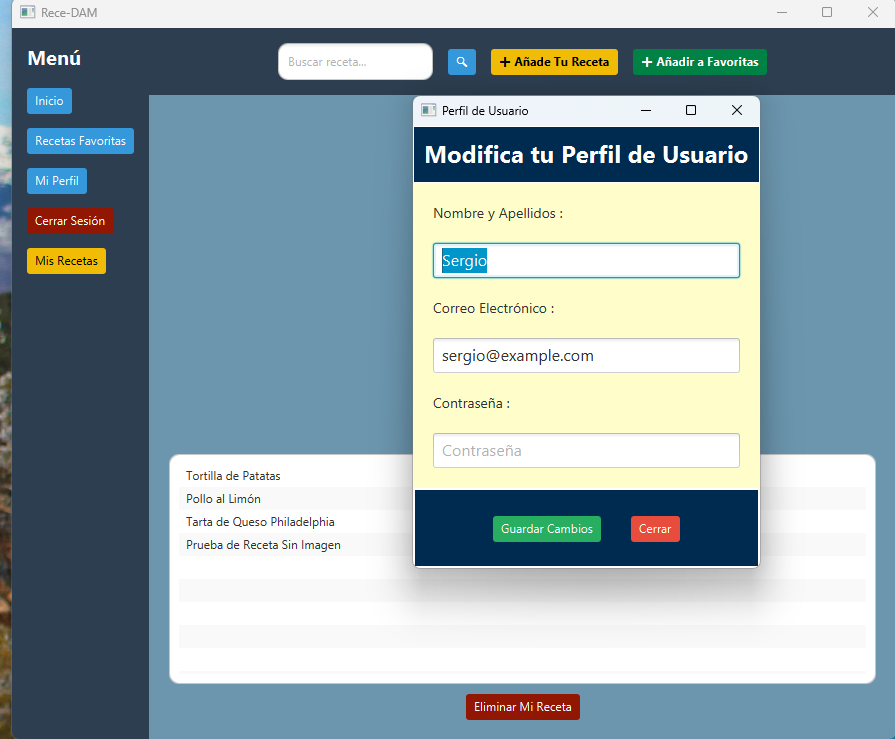 Rece-DAM
Menú
Buscar receta...
+ Añade Tu Receta
+ Añadir a Favoritas
Inicio
Recetas Favoritas
Mi Perfil
Cerrar Sesión
Mis Recetas
Perfil de Usuario
Modifica tu Perfil de Usuario
Nombre y Apellidos :
Sergio
Correo Electrónico :
sergio@example.com
Contraseña :
Contraseña
Guardar Cambios
Cerrar
Tortilla de Patatas
Pollo al Limón
Tarta de Queso Philadelphia
Prueba de Receta Sin Imagen
Eliminar Mi Receta